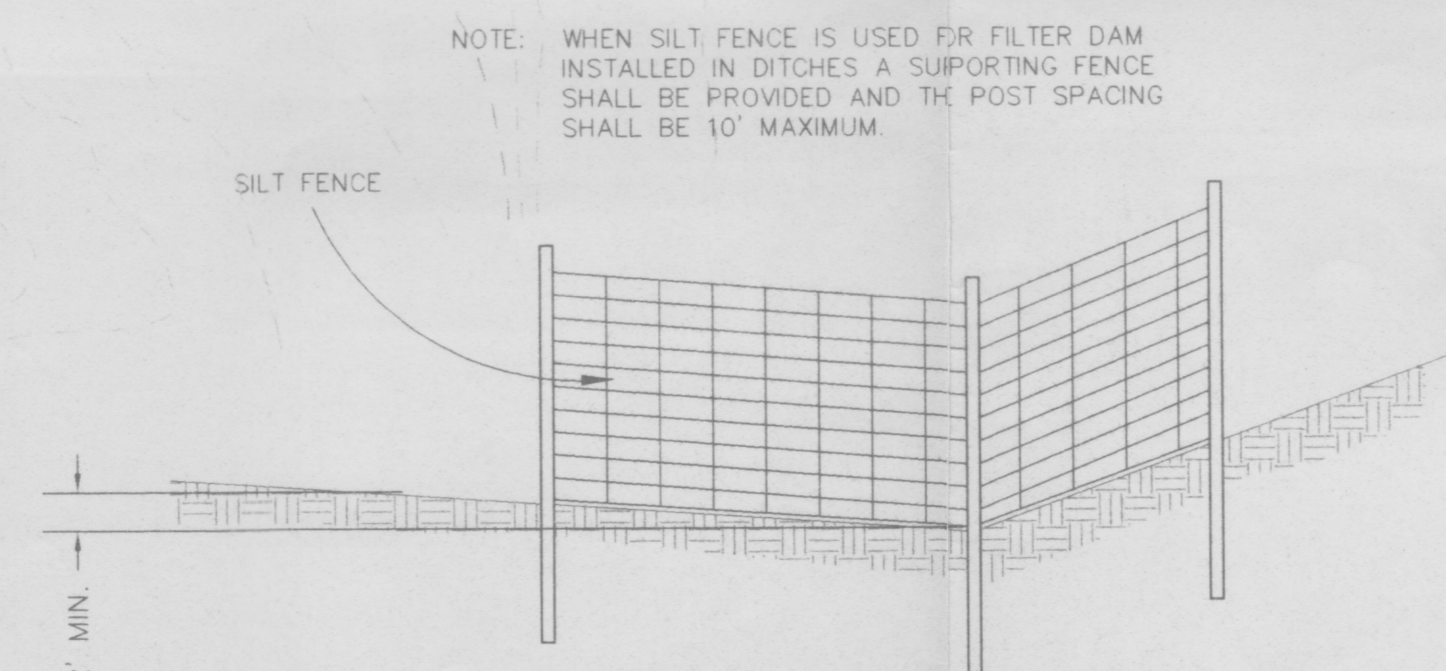 NOTE: WHEN SILT FENCE IS USED FOR FILTER DAM
INSTALLED IN DITCHES A SUPPORTING FENCE
SHALL BE PROVIDED AND THE POST SPACING
SHALL BE 10' MAXIMUM.
SILT FENCE
' MIN.